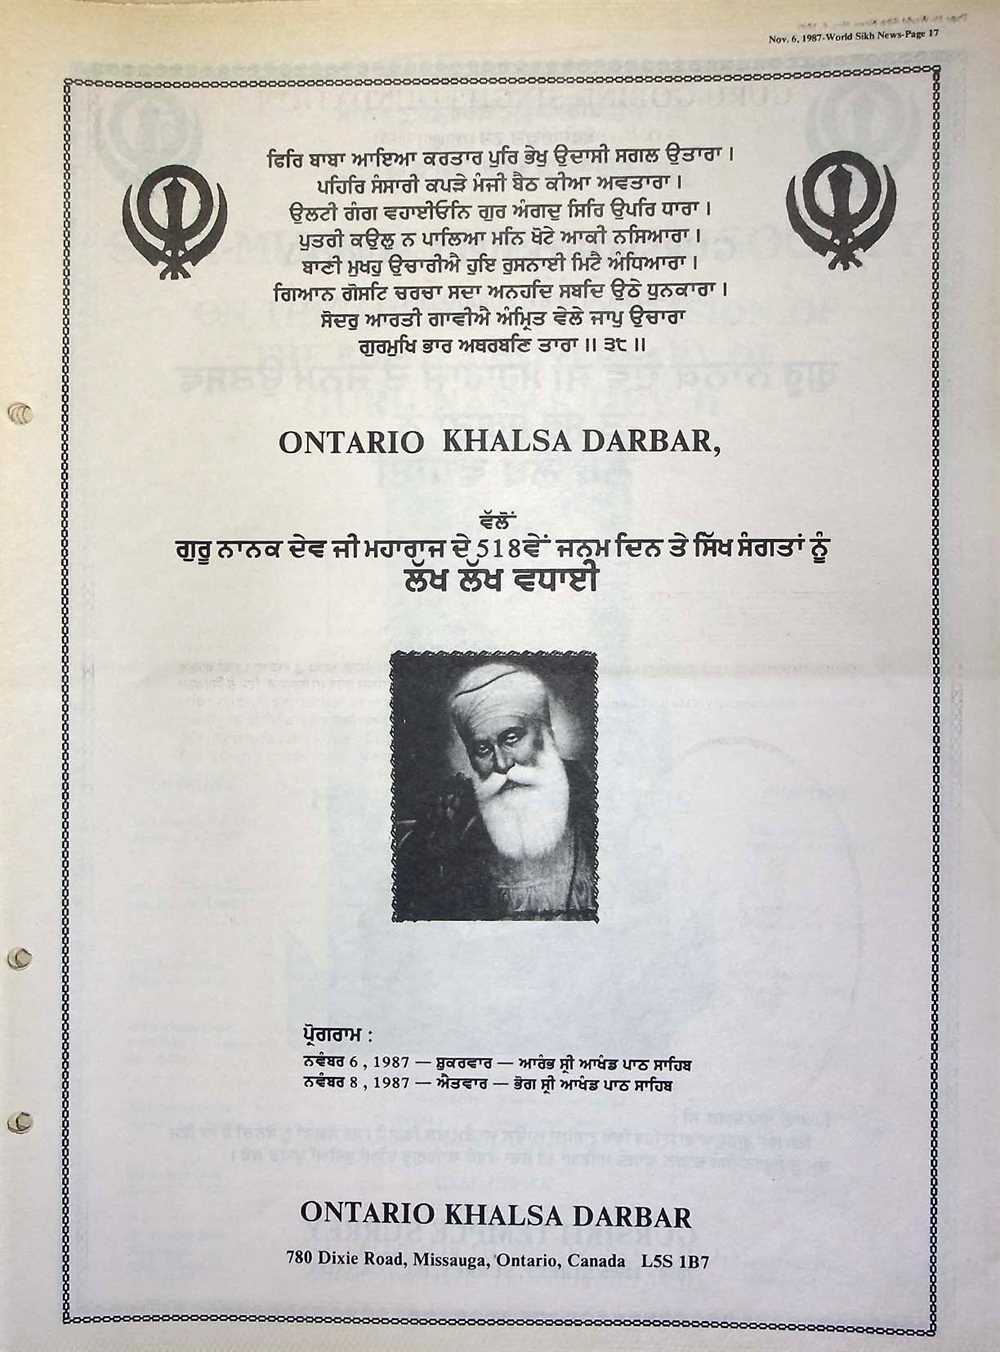 Nov. 6, 1987-World Sikh News-Page 17
ਫਿਰਿ ਬਾਬਾ ਆਇਆ ਕਰਤਾਰ ਪੁਰਿ ਭੇਖੁ ਉਦਾਸੀ ਸਗਲ ਉਤਾਰਾ।
ਪਹਿਰਿ ਸੰਸਾਰੀ ਕਪੜੇ ਮੰਜੀ ਬੈਠ ਕੀਆ ਅਵਤਾਰਾ।
ਉਲਟੀ ਗੰਗ ਵਹਾਈਓਨਿ ਗੁਰ ਅੰਗਦੁ ਸਿਰਿ ਉਪਰਿ ਧਾਰਾ।
ਪੁਤਰੀ ਕਉਲੁ ਨ ਪਾਲਿਆ ਮਨਿ ਖੋਟੇ ਆਕੀ ਨਸਿਆਰਾ।
ਬਾਣੀ ਮੁਖਹੁ ਉਚਾਰੀਐ ਹੁਇ ਰੁਸਨਾਈ ਮਿਟੈ ਅੰਧਿਆਰਾ।
ਗਿਆਨ ਗੋਸਟਿ ਚਰਚਾ ਸਦਾ ਅਨਹਦਿ ਸਬਦਿ ਉਠੇ ਧੁਨਕਾਰਾ।
ਸੋਦਰੁ ਆਰਤੀ ਗਾਵੀਐ ਅੰਮ੍ਰਿਤ ਵੇਲੇ ਜਾਪੁ ਉਚਾਰਾ
ਗੁਰਮੁਖਿ ਭਾਰ ਅਥਰਬਣਿ ਤਾਰਾ॥ ੩੮॥
ONTARIO KHALSA DARBAR,
ਵੱਲੋਂ
ਗੁਰੂ ਨਾਨਕ ਦੇਵ ਜੀ ਮਹਾਰਾਜ ਦੇ 518ਵੇਂ ਜਨਮ ਦਿਨ ਤੇ ਸਿੱਖ ਸੰਗਤਾਂ ਨੂੰ
ਲੱਖ ਲੱਖ ਵਧਾਈ
ਪ੍ਰੋਗਰਾਮ :
ਨਵੰਬਰ 6, 1987 — ਸ਼ੁਕਰਵਾਰ — ਆਰੰਭ ਸ੍ਰੀ ਆਖੰਡ ਪਾਠ ਸਾਹਿਬ
ਨਵੰਬਰ 8, 1987 — ਐਤਵਾਰ — ਭੋਗ ਸ੍ਰੀ ਆਖੰਡ ਪਾਠ ਸਾਹਿਬ
ONTARIO KHALSA DARBAR
780 Dixie Road, Missauga, Ontario, Canada L5S 1B7